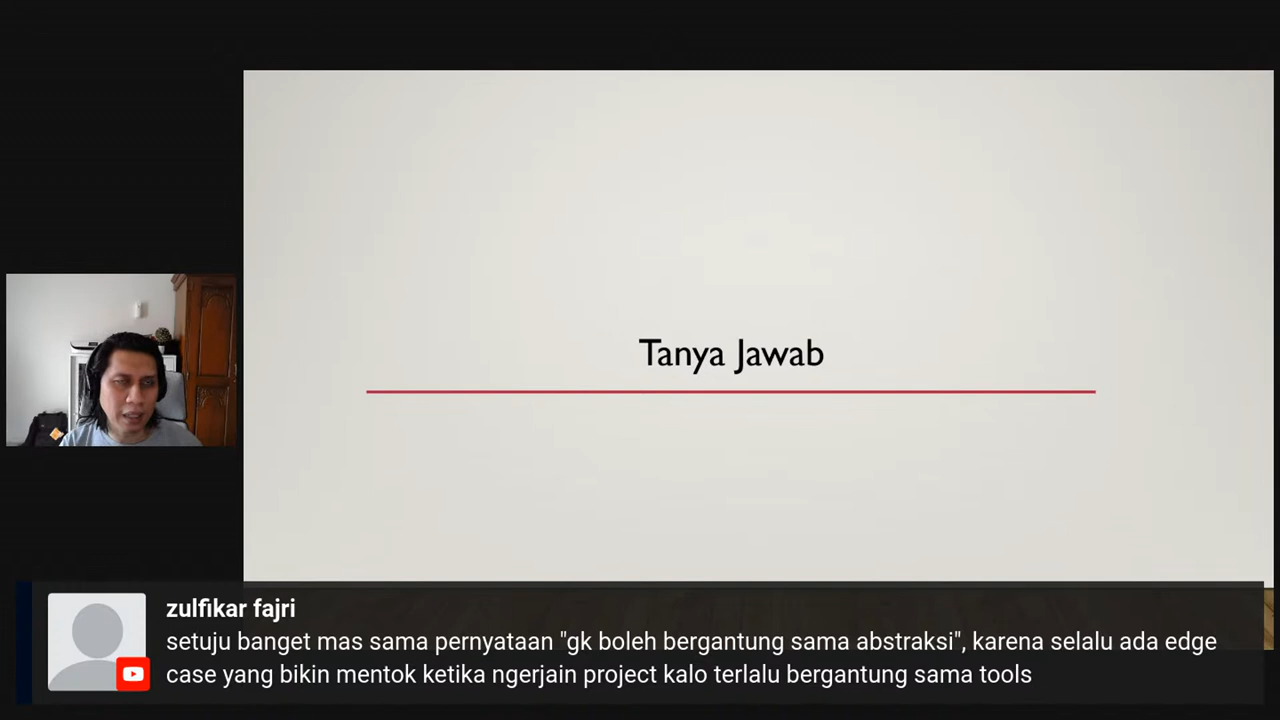 Tanya Jawab
zulfikar fajri
setuju banget mas sama pernyataan "gk boleh bergantung sama abstraksi", karena selalu ada edge
case yang bikin mentok ketika ngerjain project kalo terlalu bergantung sama tools